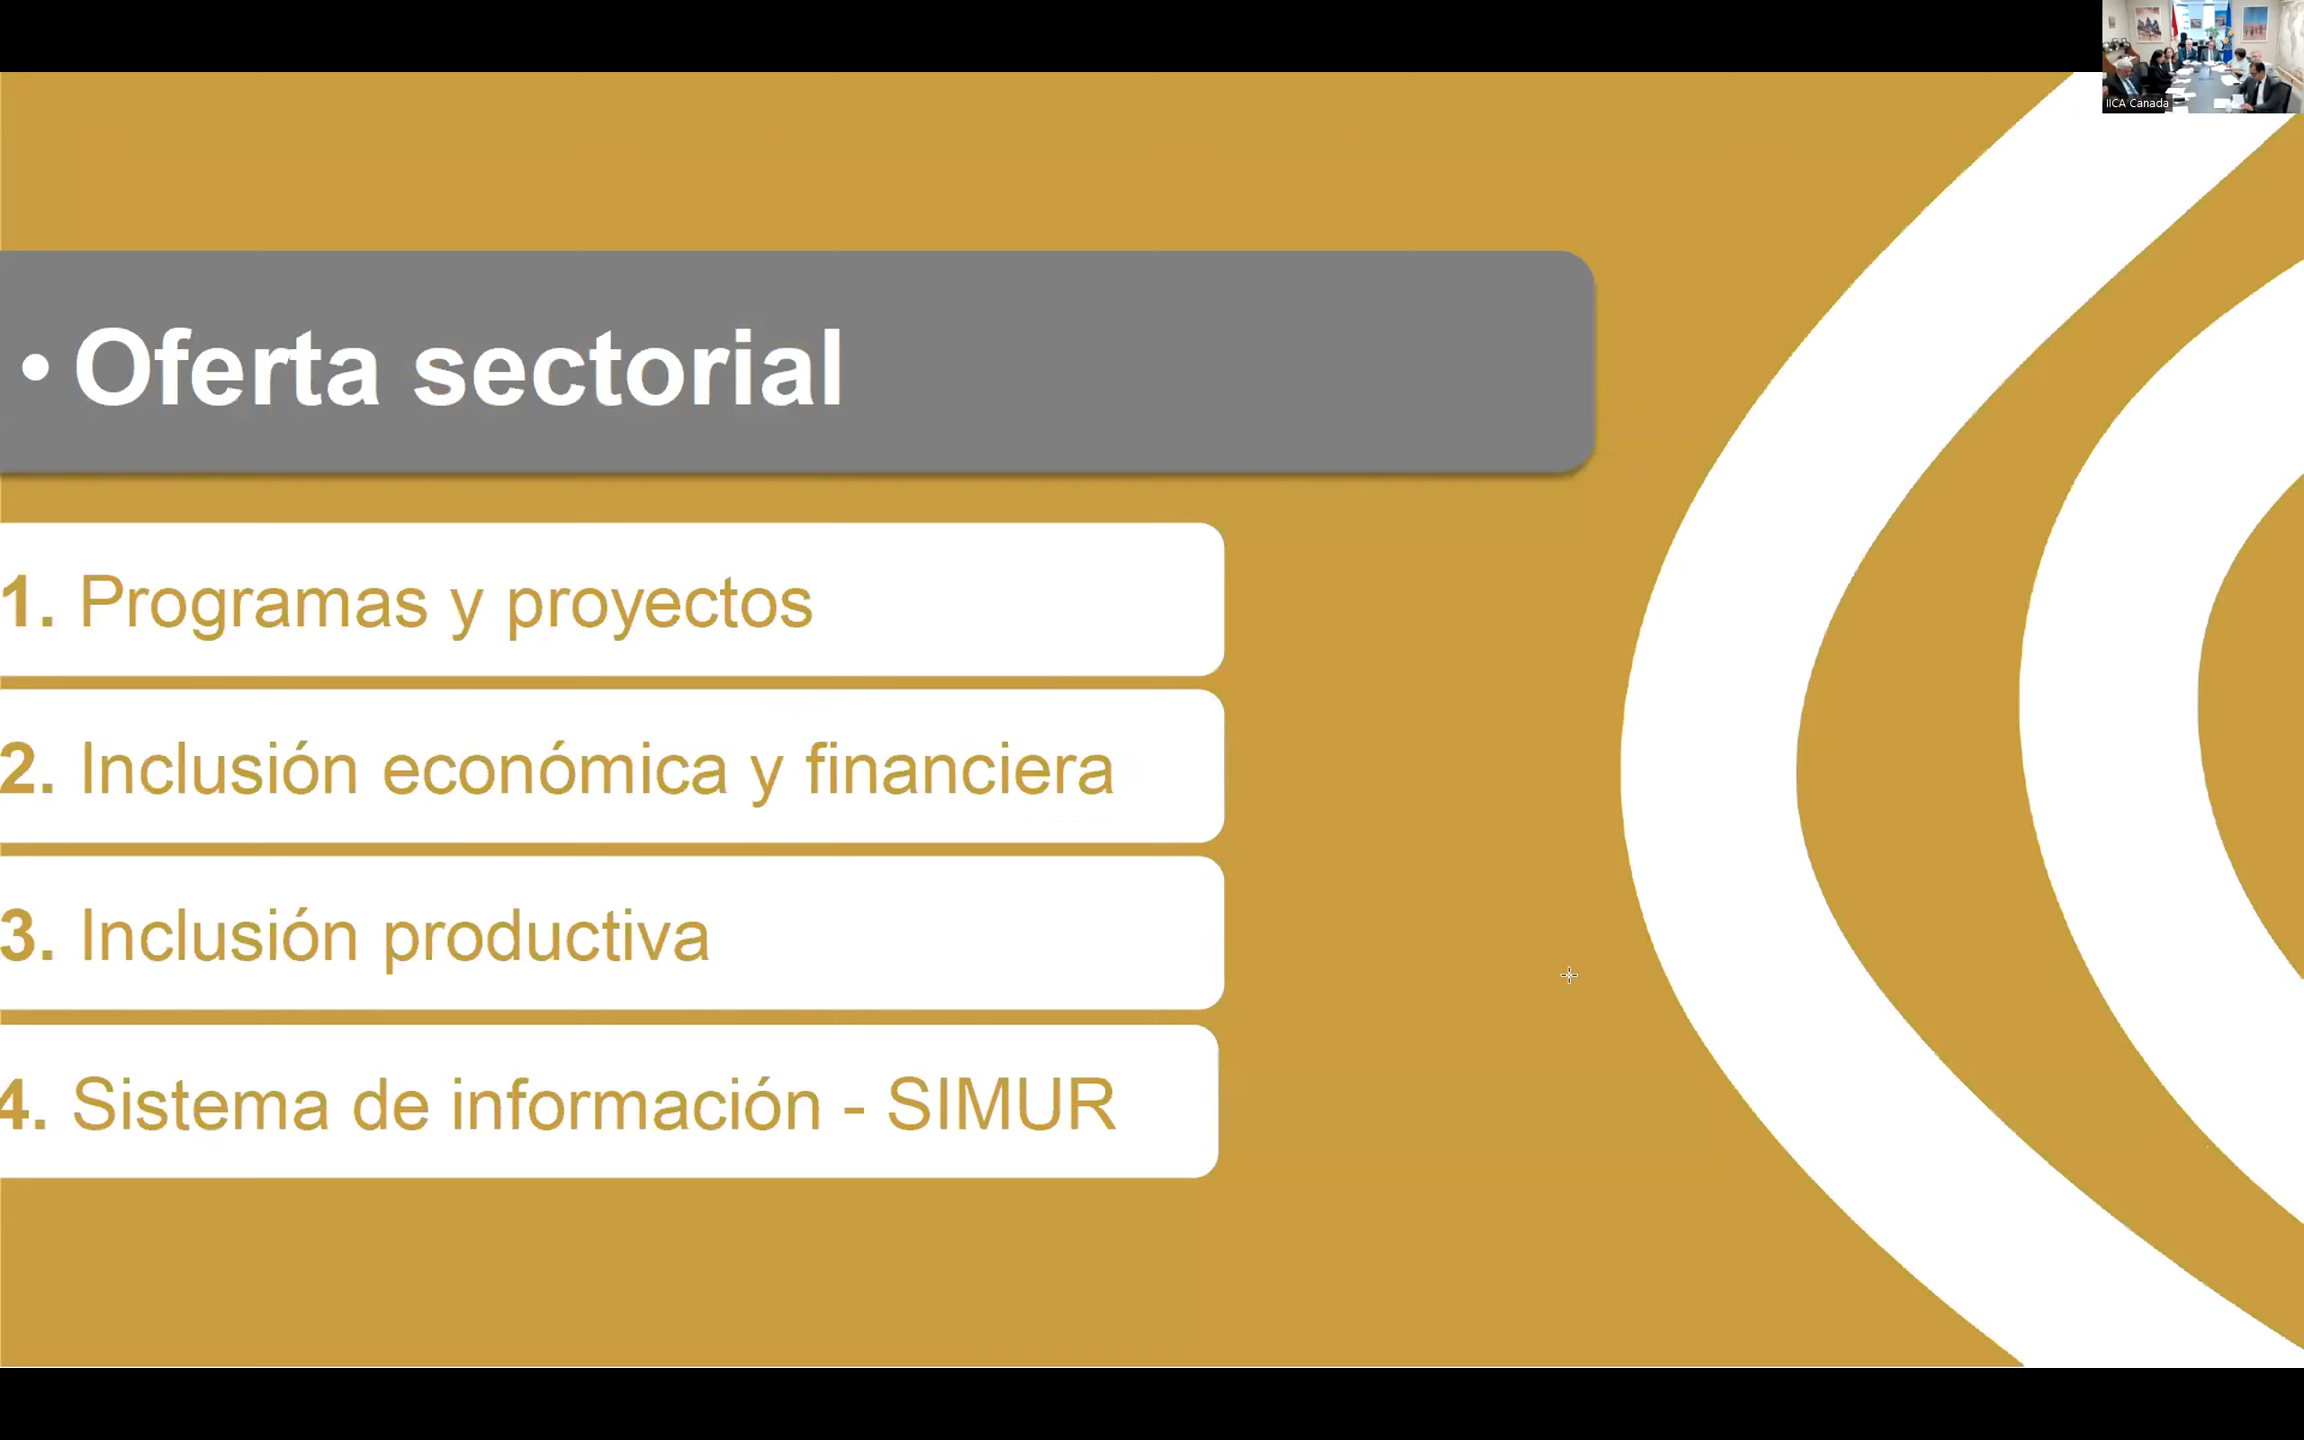 IICA Canada
• Oferta sectorial
1. Programas y proyectos
2. Inclusión económica y financiera
3. Inclusión productiva
4. Sistema de información - SIMUR